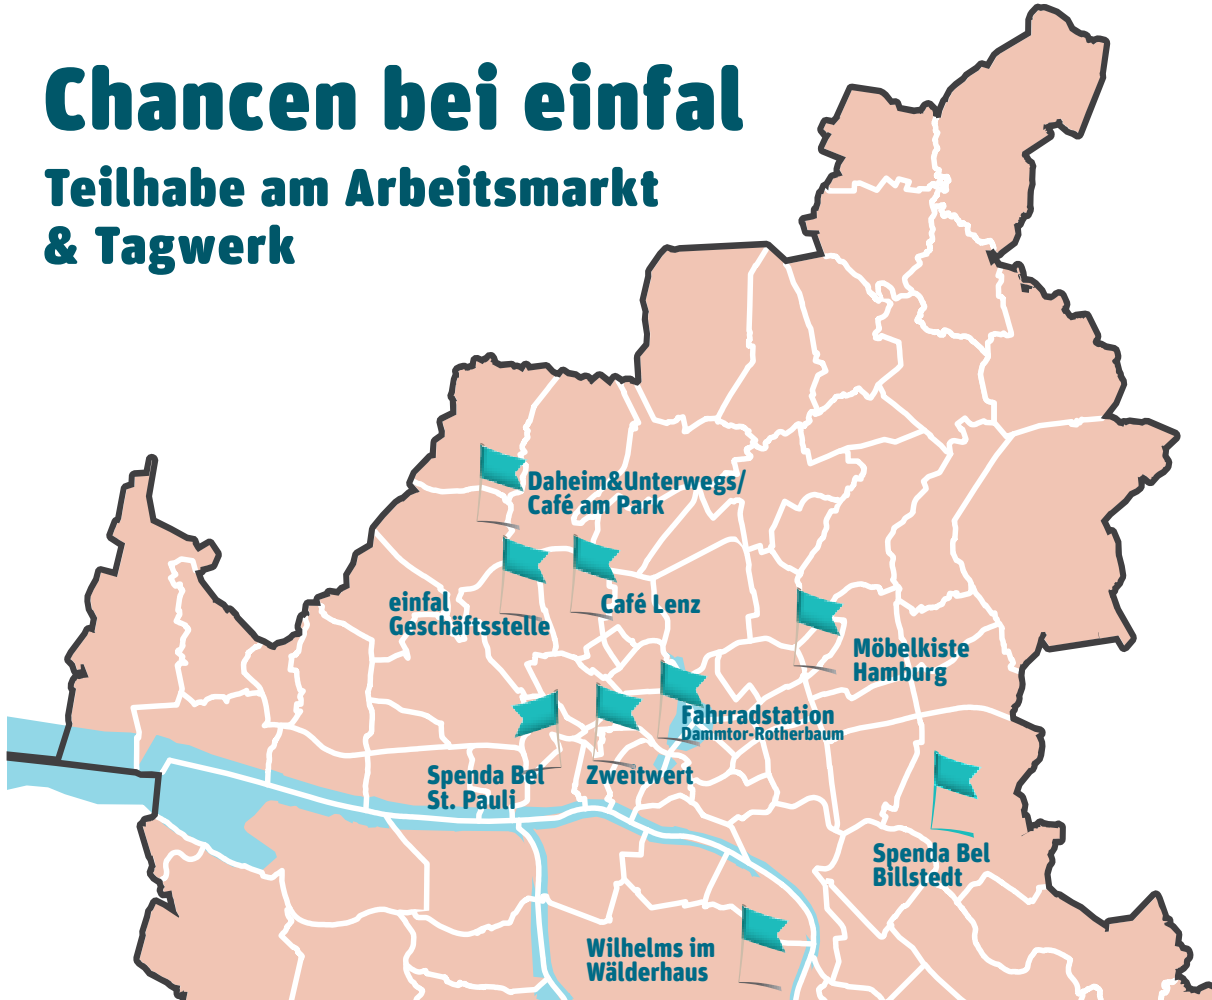 Chancen bei einfal
Teilhabe am Arbeitsmarkt
& Tagwerk
Daheim&Unterwegs/
Café am Park
einfal
Geschäftsstelle
Café Lenz
Möbelkiste
Hamburg
Fahrradstation
Dammtor-Rotherbaum
Spenda Bel
St. Pauli
Zweitwert
Spenda Bel
Billstedt
Wilhelms im
Wälderhaus